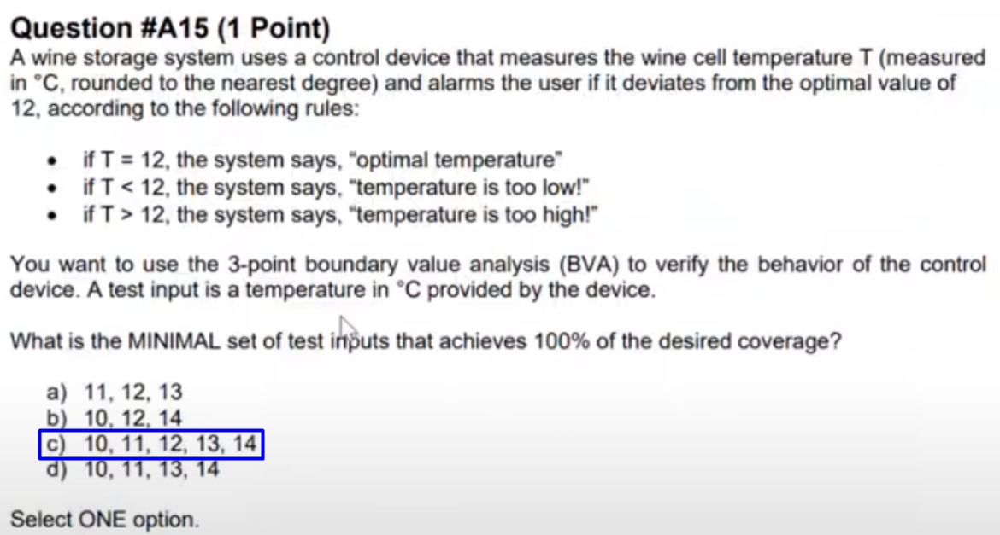 Question #A15 (1 Point)
A wine storage system uses a control device that measures the wine cell temperature T (measured
in °C, rounded to the nearest degree) and alarms the user if it deviates from the optimal value of
12, according to the following rules:
• if T = 12, the system says, “optimal temperature”
• if T < 12, the system says, “temperature is too low!”
• if T > 12, the system says, “temperature is too high!”
You want to use the 3-point boundary value analysis (BVA) to verify the behavior of the control
device. A test input is a temperature in °C provided by the device.
What is the MINIMAL set of test inputs that achieves 100% of the desired coverage?
a) 11, 12, 13
b) 10, 12, 14
c) 10, 11, 12, 13, 14
d) 10, 11, 13, 14
Select ONE option.